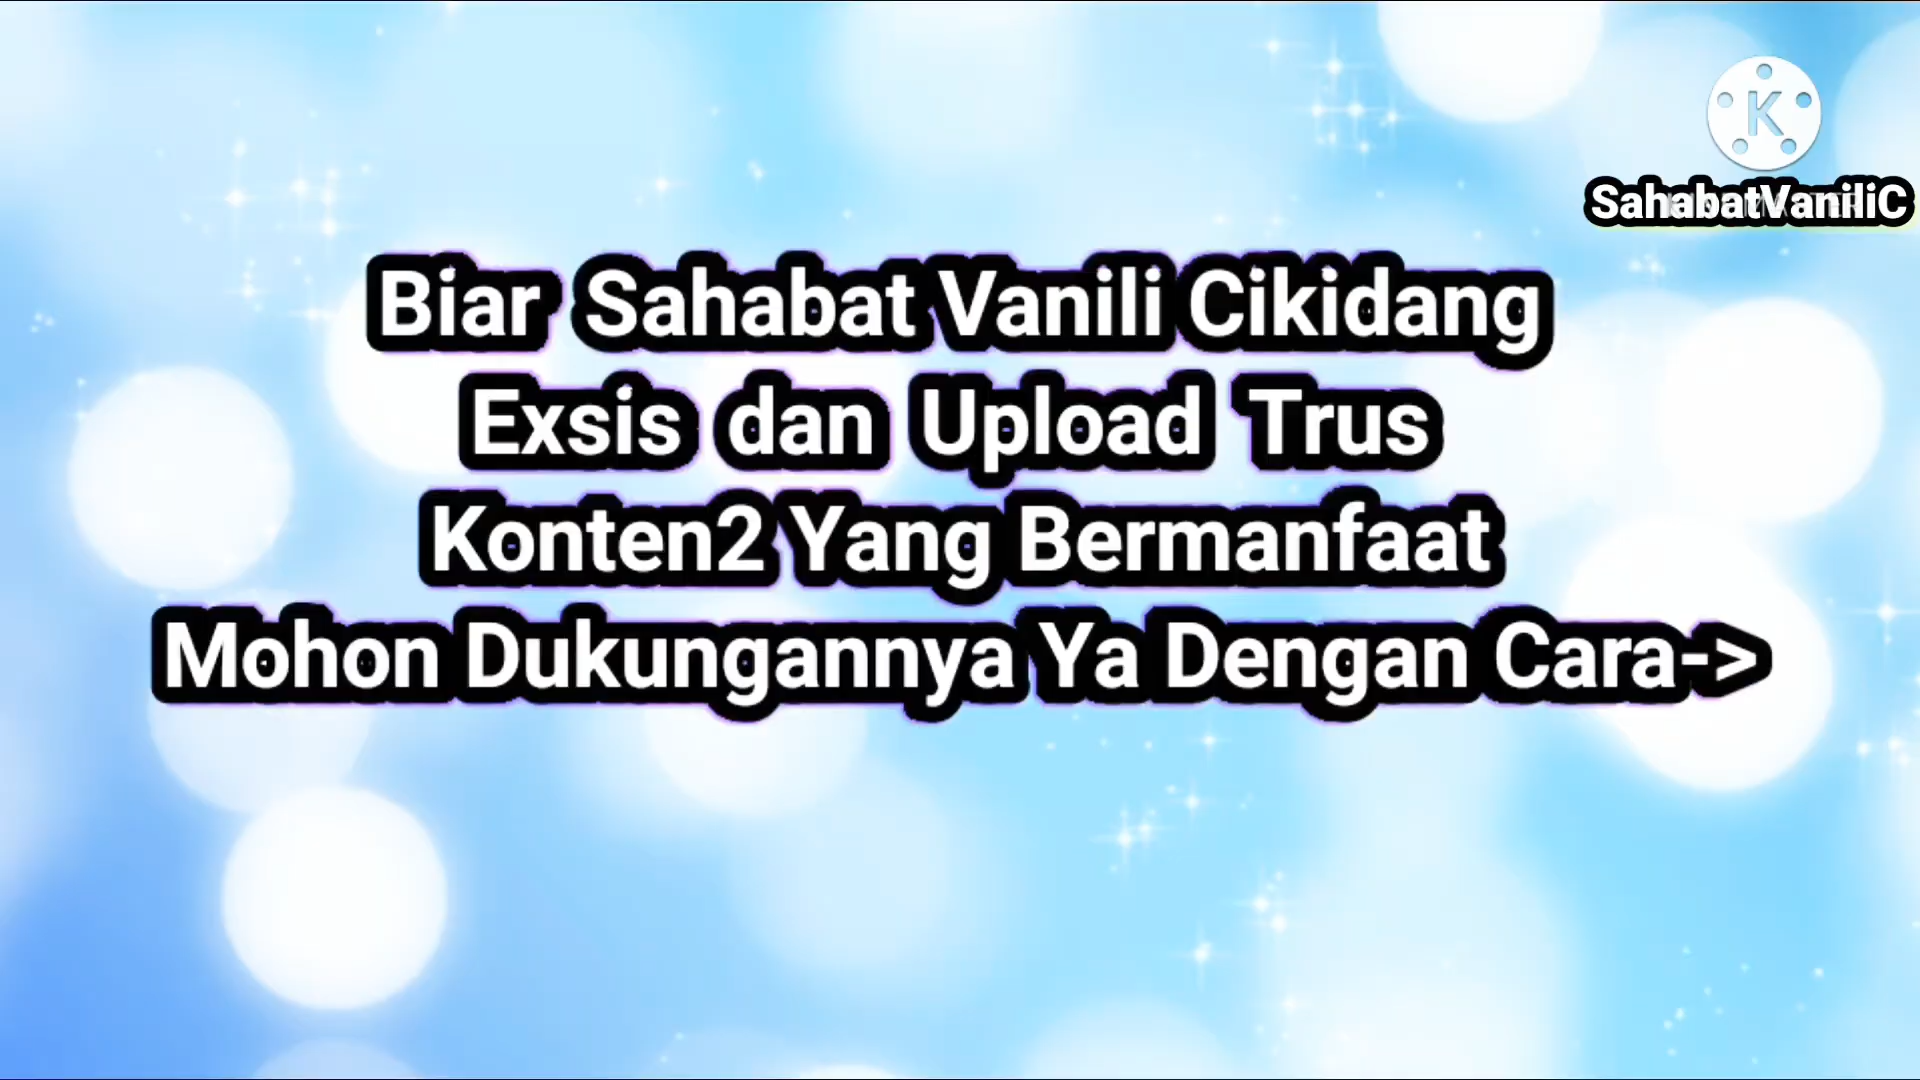 SahabatVaniliC
Biar Sahabat Vanili Cikidang
Exsis dan Upload Trus
Konten2 Yang Bermanfaat
Mohon Dukungannya Ya Dengan Cara->